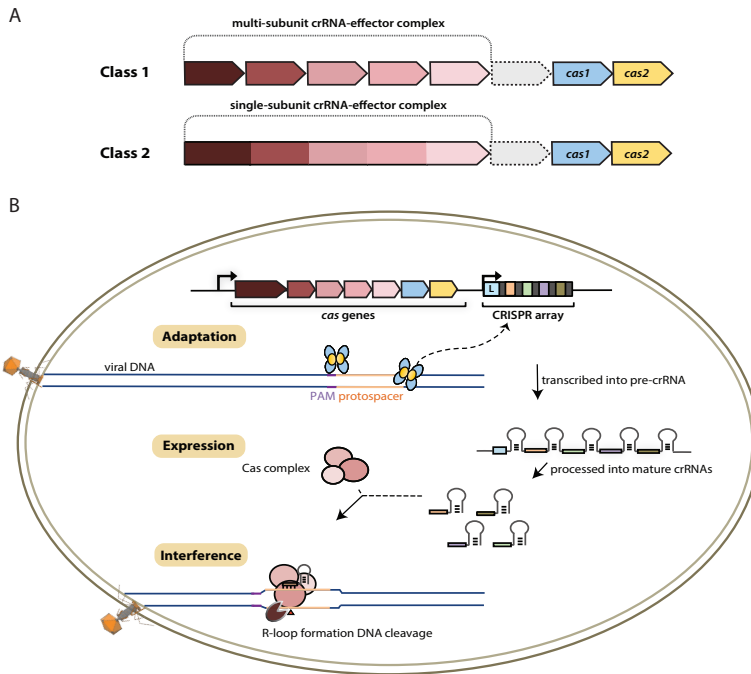 A
multi-subunit crRNA-effector complex
Class 1
cas1
cas2
single-subunit crRNA-effector complex
Class 2
cas1
cas2
B
L
cas genes
CRISPR array
Adaptation
viral DNA
PAM protospacer
transcribed into pre-crRNA
Expression
Cas complex
processed into mature crRNAs
Interference
R-loop formation DNA cleavage